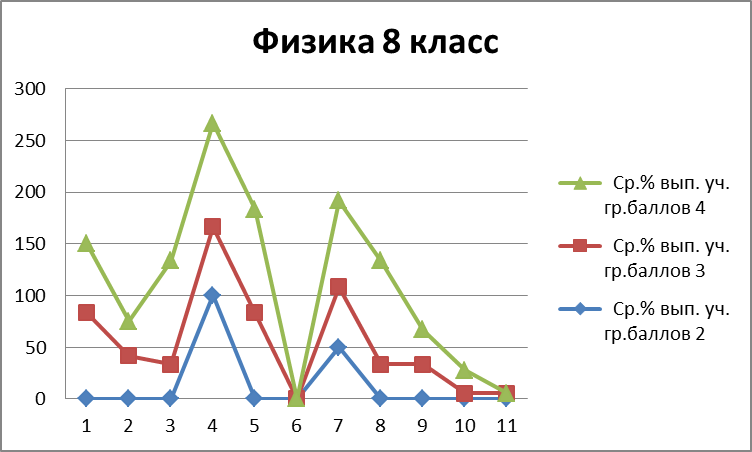 Физика 8 класс
300
250
200
150
100
50
0
1 2 3 4 5 6 7 8 9 10 11
Ср.% вып. уч.
гр.баллов 4
Ср.% вып. уч.
гр.баллов 3
Ср.% вып. уч.
гр.баллов 2